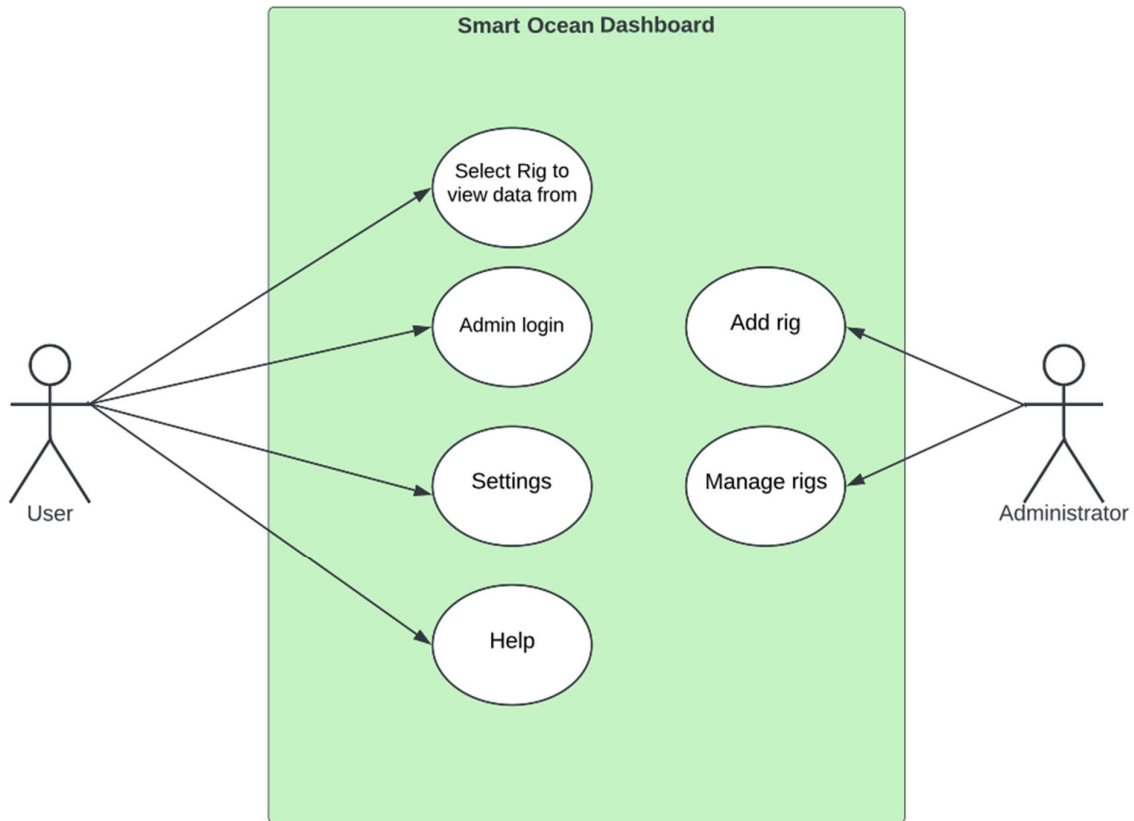 Smart Ocean Dashboard
Select Rig to
view data from
Admin login
Add rig
Settings
Manage rigs
User
Administrator
Help